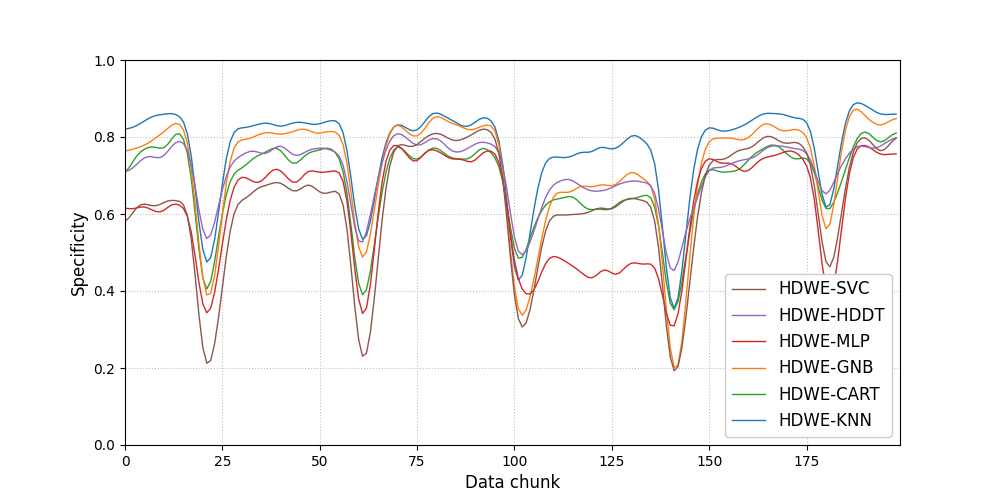 1.0
0.8
0.6
0.4
0.2
0.0
Specificity
0 25 50 75 100 125 150 175
Data chunk
HDWE-SVC
HDWE-HDDT
HDWE-MLP
HDWE-GNB
HDWE-CART
HDWE-KNN